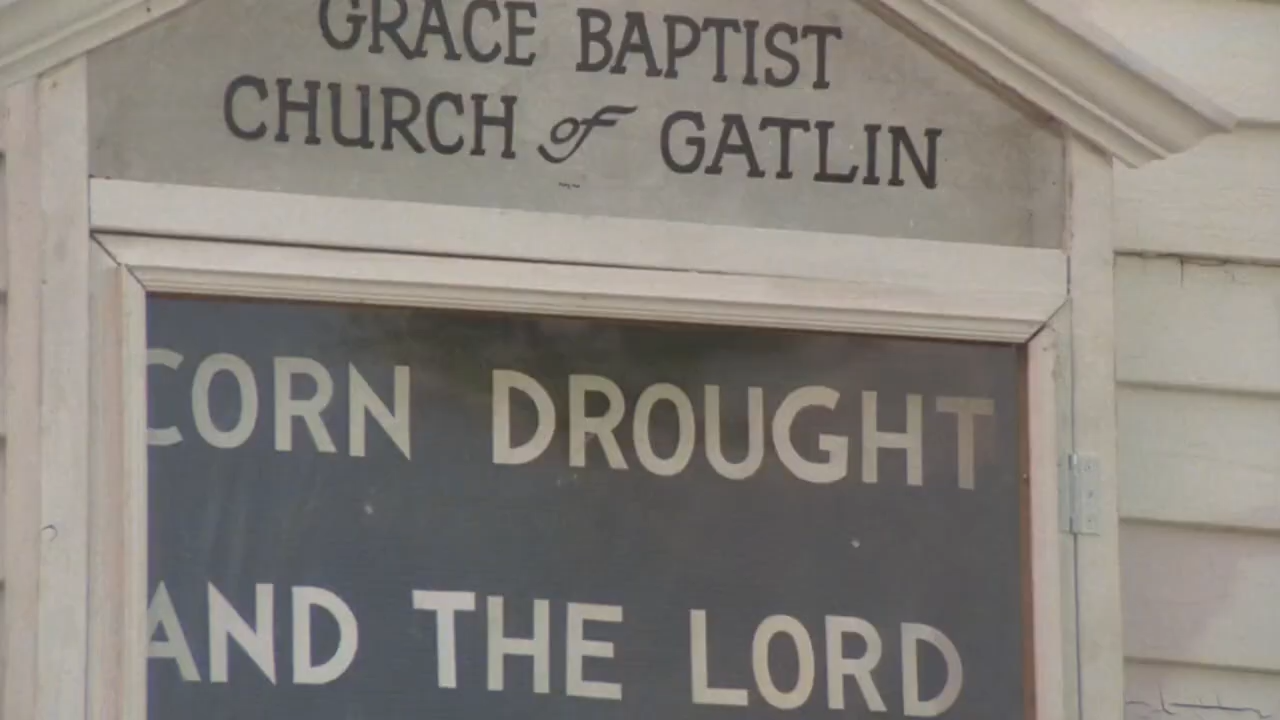 GRACE BAPTIST
CHURCH of GATLIN
CORN DROUGHT
AND THE LORD